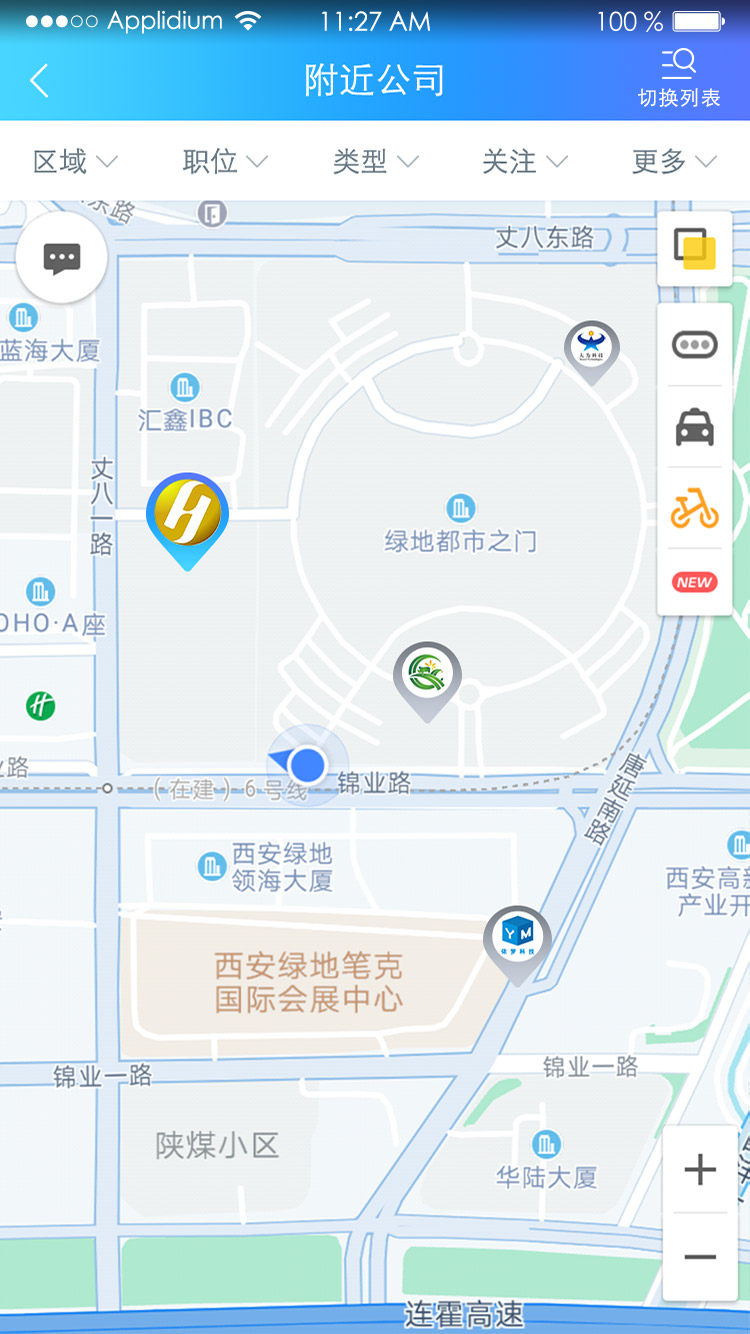 Applidium 11:27 AM 100 %
附近公司
切换列表
区域 职位 类型 关注 更多
东路
丈八东路
蓝海大厦
汇鑫IBC
丈八一路
绿地都市之门
NEW
OHO·A座
业路
(在建) 6号线
锦业路
唐延南路
西安绿地
领海大厦
西安高新
产业开
YM
西安绿地笔克
国际会展中心
锦业一路
锦业一路
陕煤小区
华陆大厦
连霍高速